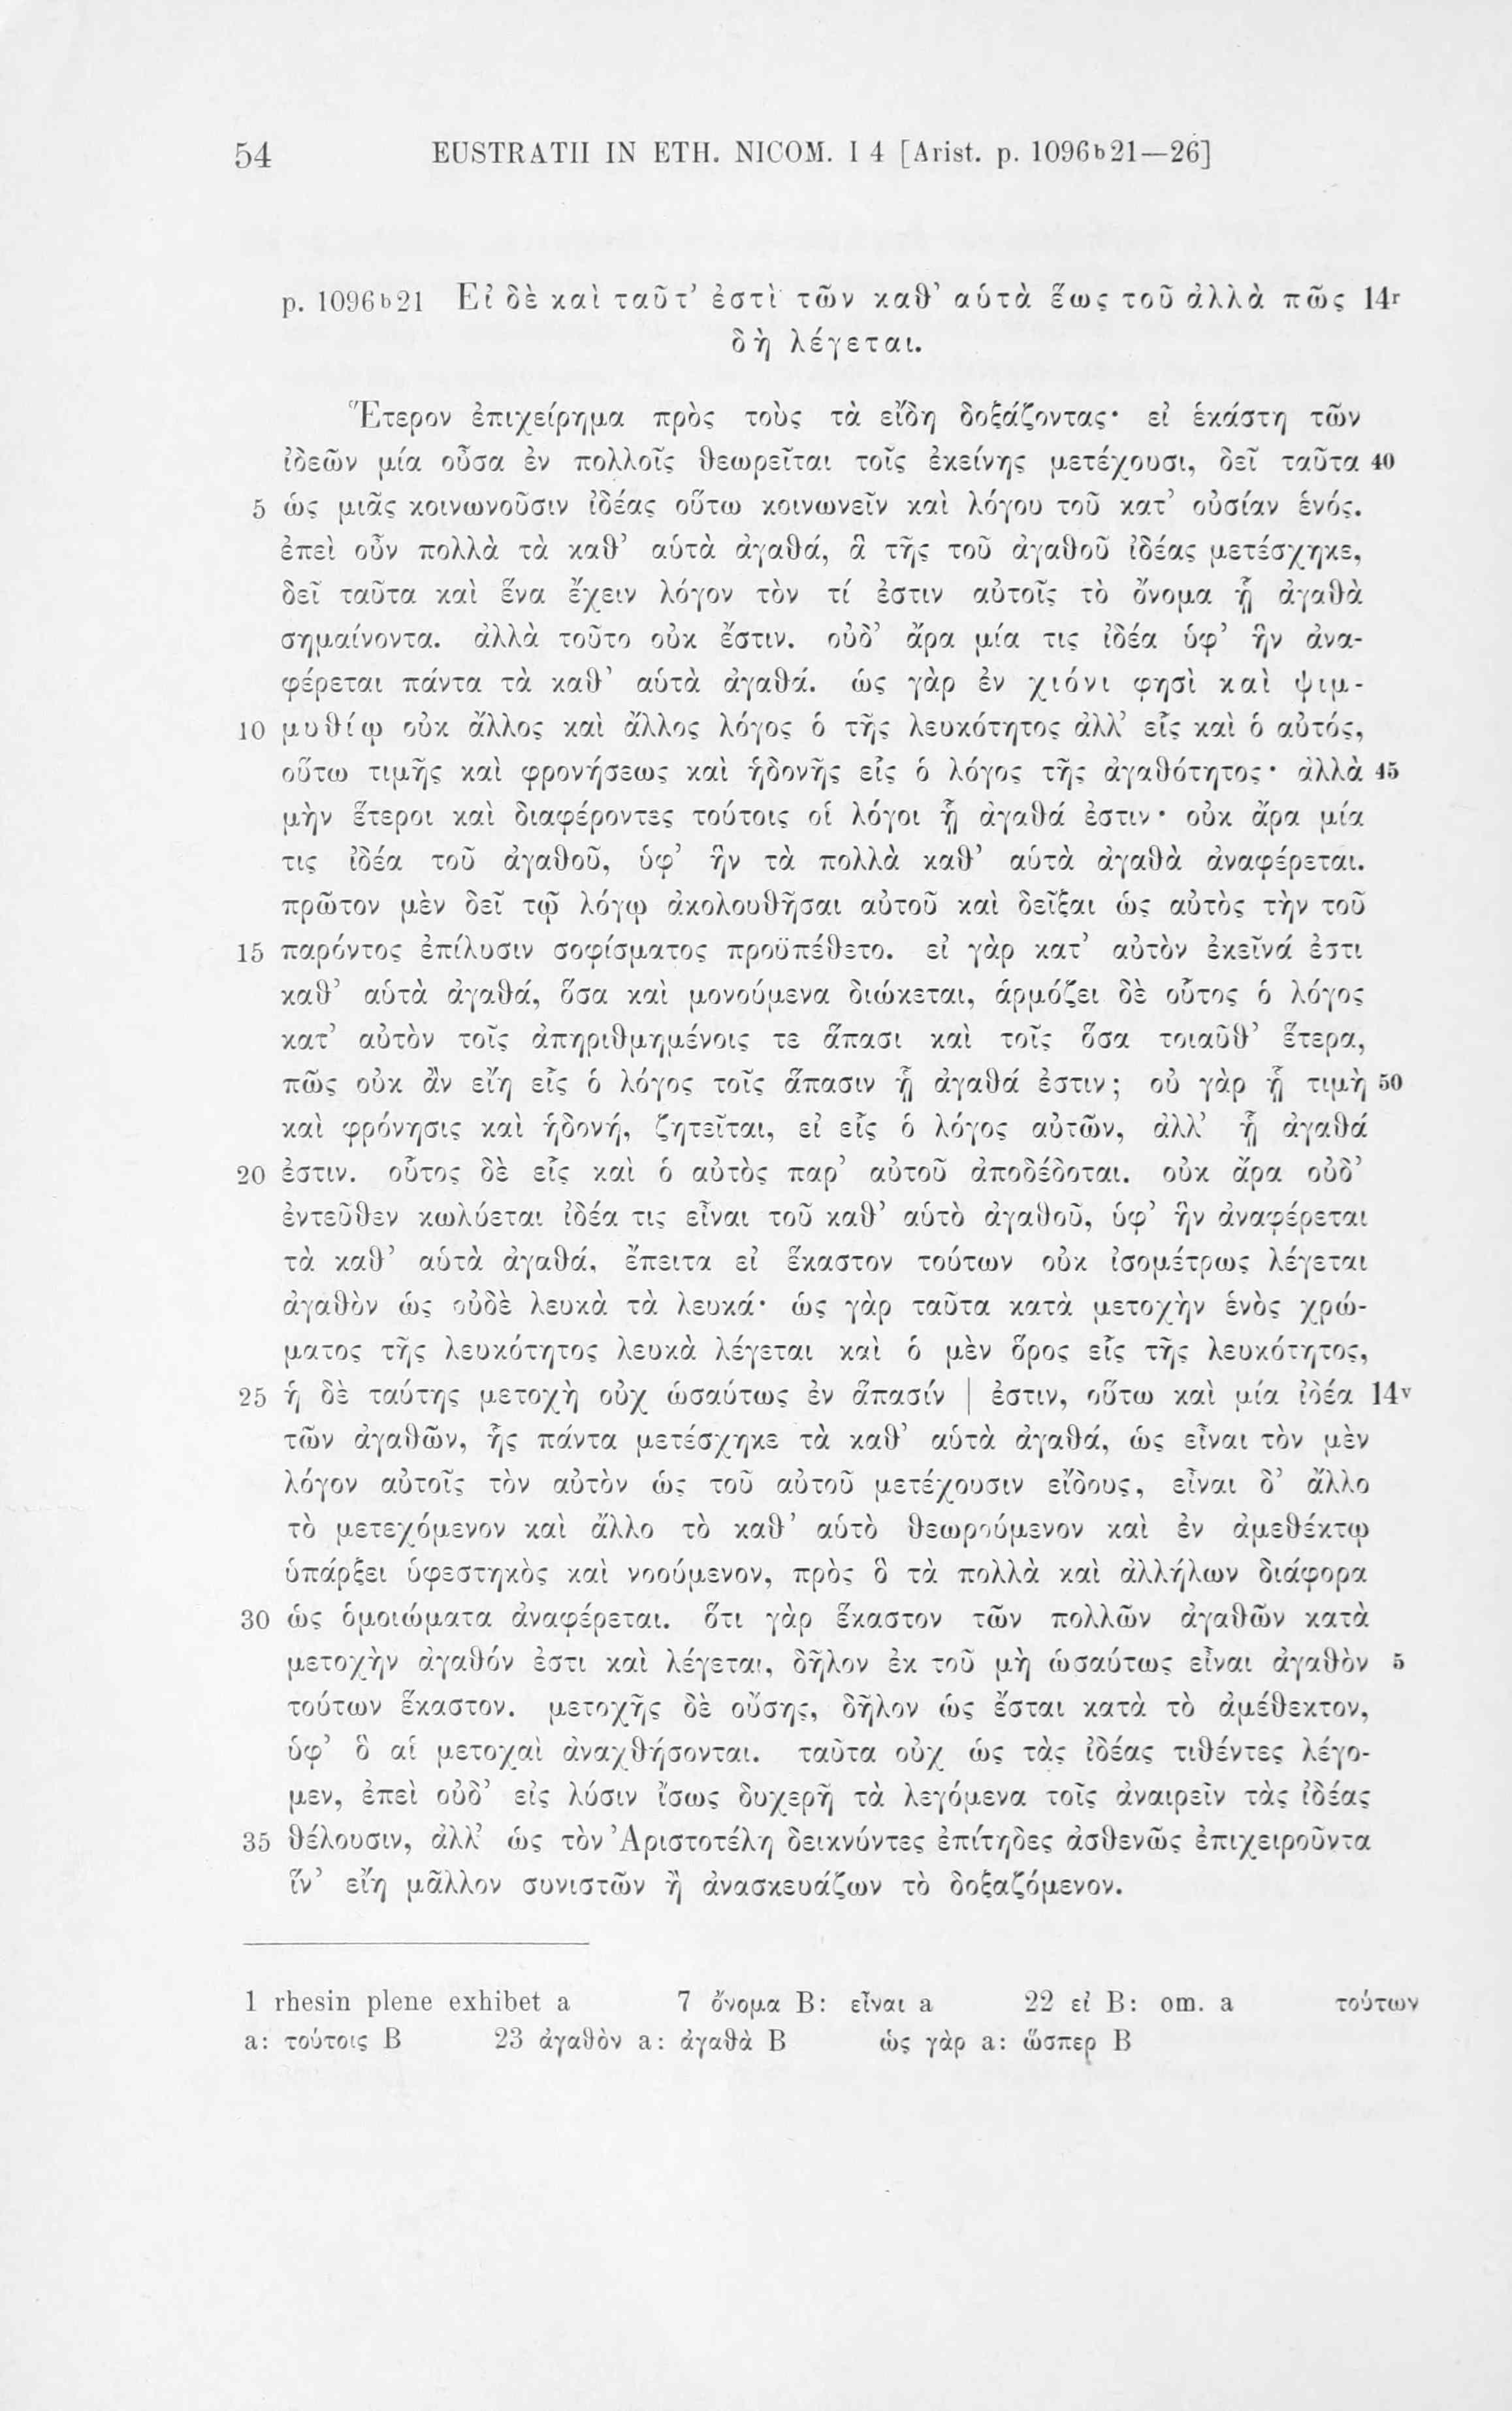 54 EUSTRATII IN ETH. NICOM. I 4 [Arist. p. 1096b21—26]
p. 1096b21 Εἰ δὲ καὶ ταῦτ’ ἐστὶ τῶν καθ’ αὑτὰ ἕως τοῦ ἀλλὰ πῶς 14r
δὴ λέγεται.
Ἕτερον ἐπιχείρημα πρὸς τοὺς τὰ εἴδη δοξάζοντας· εἰ ἑκάστη τῶν
ἰδεῶν μία οὖσα ἐν πολλοῖς θεωρεῖται τοῖς ἐκείνης μετέχουσι, δεῖ ταῦτα 40
5 ὡς μιᾶς κοινωνοῦσιν ἰδέας οὕτω κοινωνεῖν καὶ λόγου τοῦ κατ’ οὐσίαν ἑνός.
ἐπεὶ οὖν πολλὰ τὰ καθ’ αὑτὰ ἀγαθά, ἃ τῆς τοῦ ἀγαθοῦ ἰδέας μετέσχηκε,
δεῖ ταῦτα καὶ ἕνα ἔχειν λόγον τὸν τί ἐστιν αὐτοῖς τὸ ὄνομα ᾗ ἀγαθὰ
σημαίνοντα. ἀλλὰ τοῦτο οὐκ ἔστιν. οὐδ’ ἄρα μία τις ἰδέα ὑφ’ ἣν ἀνα-
φέρεται πάντα τὰ καθ’ αὑτὰ ἀγαθά. ὡς γὰρ ἐν χιόνι φησὶ καὶ ψιμ-
10 μυθίῳ οὐκ ἄλλος καὶ ἄλλος λόγος ὁ τῆς λευκότητος ἀλλ’ εἷς καὶ ὁ αὐτός,
οὕτω τιμῆς καὶ φρονήσεως καὶ ἡδονῆς εἷς ὁ λόγος τῆς ἀγαθότητος· ἀλλὰ 45
μὴν ἕτεροι καὶ διαφέροντες τούτοις οἱ λόγοι ᾗ ἀγαθά ἐστιν· οὐκ ἄρα μία
τις ἰδέα τοῦ ἀγαθοῦ, ὑφ’ ἣν τὰ πολλὰ καθ’ αὑτὰ ἀγαθὰ ἀναφέρεται.
πρῶτον μὲν δεῖ τῷ λόγῳ ἀκολουθῆσαι αὐτοῦ καὶ δεῖξαι ὡς αὐτὸς τὴν τοῦ
15 παρόντος ἐπίλυσιν σοφίσματος προϋπέθετο. εἰ γὰρ κατ’ αὐτὸν ἐκεῖνά ἐστι
καθ’ αὑτὰ ἀγαθά, ὅσα καὶ μονούμενα διώκεται, ἁρμόζει δὲ οὗτος ὁ λόγος
κατ’ αὐτὸν τοῖς ἀπηριθμημένοις τε ἅπασι καὶ τοῖς ὅσα τοιαῦθ’ ἕτερα,
πῶς οὐκ ἂν εἴη εἷς ὁ λόγος τοῖς ἅπασιν ᾗ ἀγαθά ἐστιν; οὐ γὰρ ᾗ τιμὴ 50
καὶ φρόνησις καὶ ἡδονή, ζητεῖται, εἰ εἷς ὁ λόγος αὐτῶν, ἀλλ’ ᾗ ἀγαθά
20 ἐστιν. οὗτος δὲ εἷς καὶ ὁ αὐτὸς παρ’ αὐτοῦ ἀποδέδοται. οὐκ ἄρα οὐδ’
ἐντεῦθεν κωλύεται ἰδέα τις εἶναι τοῦ καθ’ αὑτὸ ἀγαθοῦ, ὑφ’ ἣν ἀναφέρεται
τὰ καθ’ αὑτὰ ἀγαθά, ἔπειτα εἰ ἕκαστον τούτων οὐκ ἰσομέτρως λέγεται
ἀγαθὸν ὡς οὐδὲ λευκὰ τὰ λευκά· ὡς γὰρ ταῦτα κατὰ μετοχὴν ἑνὸς χρώ-
ματος τῆς λευκότητος λευκὰ λέγεται καὶ ὁ μὲν ὅρος εἷς τῆς λευκότητος,
25 ἡ δὲ ταύτης μετοχὴ οὐχ ὡσαύτως ἐν ἅπασίν | ἐστιν, οὕτω καὶ μία ἰδέα 14v
τῶν ἀγαθῶν, ἧς πάντα μετέσχηκε τὰ καθ’ αὑτὰ ἀγαθά, ὡς εἶναι τὸν μὲν
λόγον αὐτοῖς τὸν αὐτὸν ὡς τοῦ αὐτοῦ μετέχουσιν εἴδους, εἶναι δ’ ἄλλο
τὸ μετεχόμενον καὶ ἄλλο τὸ καθ’ αὑτὸ θεωρούμενον καὶ ἐν ἀμεθέκτῳ
ὑπάρξει ὑφεστηκὸς καὶ νοούμενον, πρὸς ὃ τὰ πολλὰ καὶ ἀλλήλων διάφορα
30 ὡς ὁμοιώματα ἀναφέρεται. ὅτι γὰρ ἕκαστον τῶν πολλῶν ἀγαθῶν κατὰ
μετοχὴν ἀγαθόν ἐστι καὶ λέγεται, δῆλον ἐκ τοῦ μὴ ὡσαύτως εἶναι ἀγαθὸν 5
τούτων ἕκαστον. μετοχῆς δὲ οὔσης, δῆλον ὡς ἔσται κατὰ τὸ ἀμέθεκτον,
ὑφ’ ὃ αἱ μετοχαὶ ἀναχθήσονται. ταῦτα οὐχ ὡς τὰς ἰδέας τιθέντες λέγο-
μεν, ἐπεὶ οὐδ’ εἰς λύσιν ἴσως δυχερῆ τὰ λεγόμενα τοῖς ἀναιρεῖν τὰς ἰδέας
35 θέλουσιν, ἀλλ’ ὡς τὸν Ἀριστοτέλη δεικνύντες ἐπίτηδες ἀσθενῶς ἐπιχειροῦντα
ἵν’ εἴη μᾶλλον συνιστῶν ἢ ἀνασκευάζων τὸ δοξαζόμενον.
1 rhesin plene exhibet a 7 ὄνομα B: εἶναι a 22 εἰ B: om. a τούτων
a: τούτοις B 23 ἀγαθὸν a: ἀγαθὰ B ὡς γὰρ a: ὥσπερ B